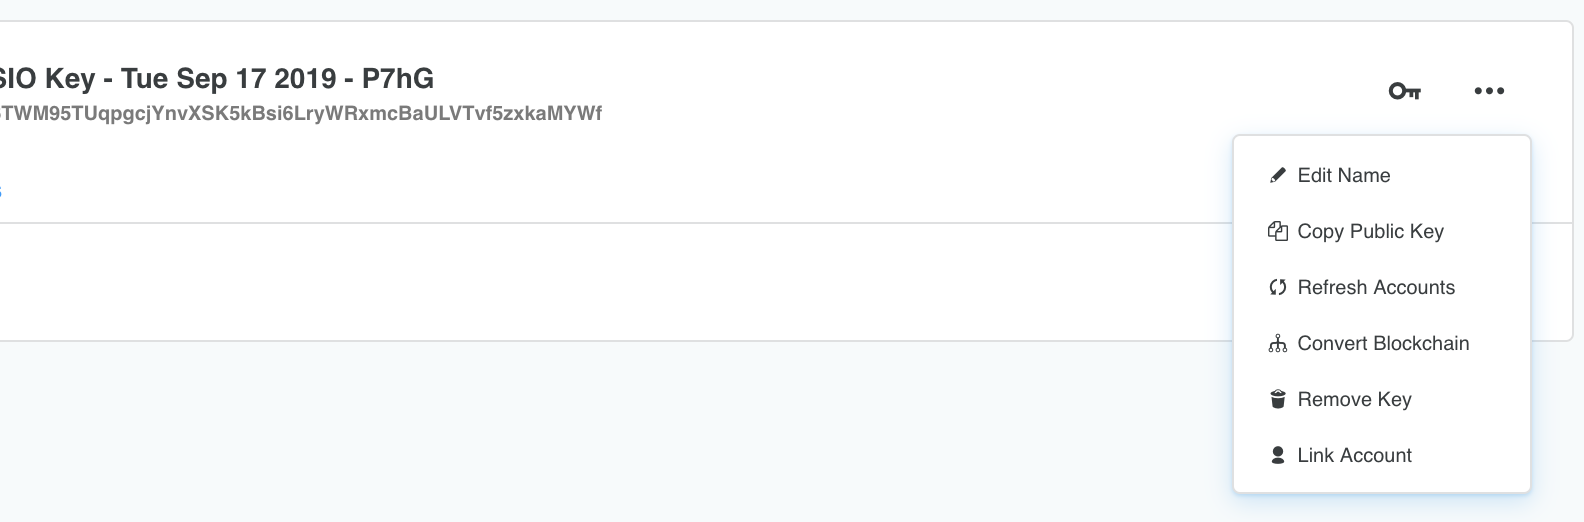 SIO Key - Tue Sep 17 2019 - P7hG
TWM95TUqpgcjYnvXSK5kBsi6LryWRxmcBaULVTvf5zxkaMYWf
Edit Name
Copy Public Key
Refresh Accounts
Convert Blockchain
Remove Key
Link Account